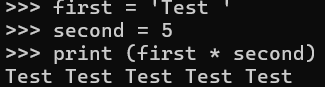 >>> first = 'Test '
>>> second = 5
>>> print (first * second)
Test Test Test Test Test